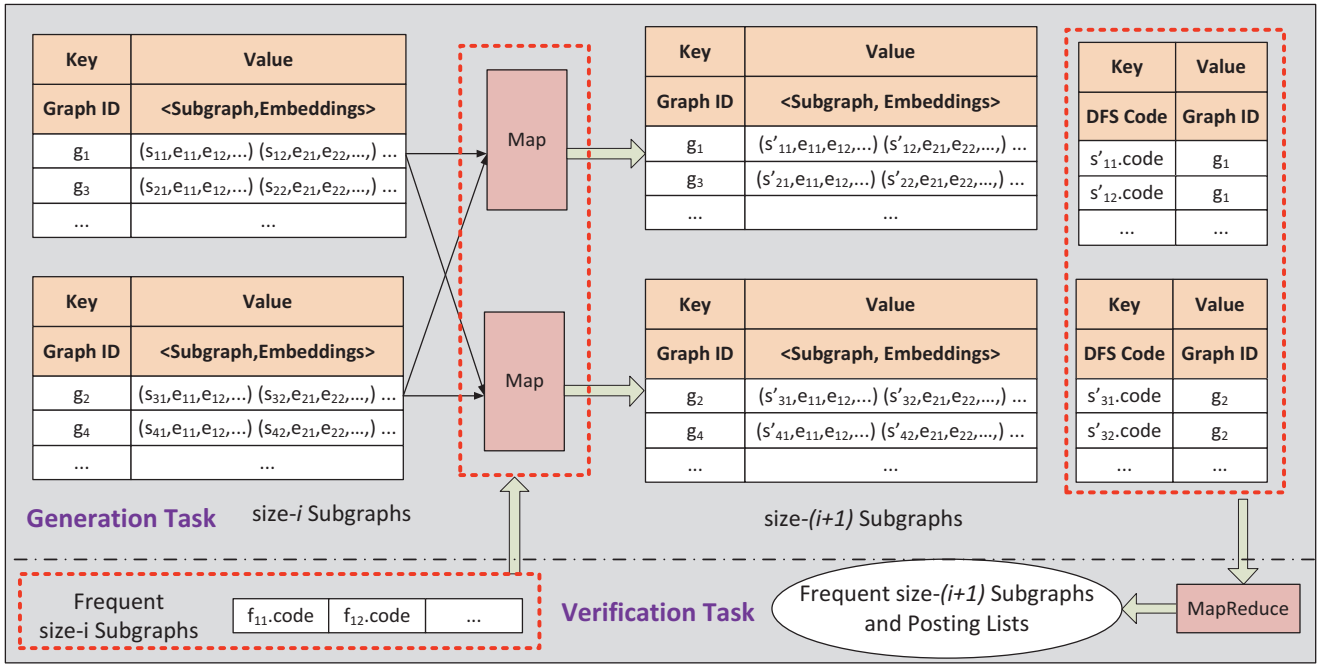 Key Value
Graph ID <Subgraph,Embeddings>
g1 (s11,e11,e12,...) (s12,e21,e22,...,) ...
g3 (s21,e11,e12,...) (s22,e21,e22,...,) ...
... ...
Key Value
Graph ID <Subgraph,Embeddings>
g2 (s31,e11,e12,...) (s32,e21,e22,...,) ...
g4 (s41,e11,e12,...) (s42,e21,e22,...,) ...
... ...
Map
Map
Key Value
Graph ID <Subgraph, Embeddings>
g1 (s’11,e11,e12,...) (s’12,e21,e22,...,) ...
g3 (s’21,e11,e12,...) (s’22,e21,e22,...,) ...
... ...
Key Value
Graph ID <Subgraph, Embeddings>
g2 (s’31,e11,e12,...) (s’32,e21,e22,...,) ...
g4 (s’41,e11,e12,...) (s’42,e21,e22,...,) ...
... ...
Key Value
DFS Code Graph ID
s’11.code g1
s’12.code g1
... ...
Key Value
DFS Code Graph ID
s’31.code g2
s’32.code g2
... ...
Generation Task
size-i Subgraphs
size-(i+1) Subgraphs
Frequent
size-i Subgraphs
f11.code f12.code ...
Verification Task
Frequent size-(i+1) Subgraphs
and Posting Lists
MapReduce